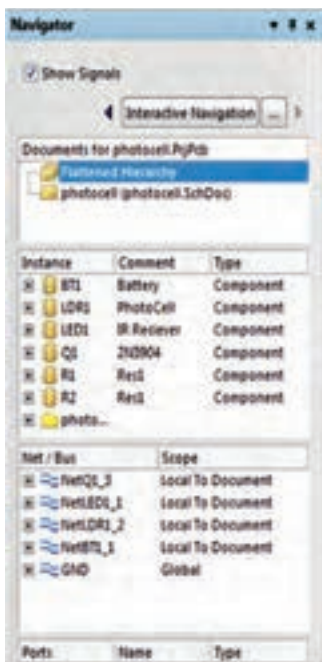 Navigator
Show Signals
Interactive Navigation ...
Documents for photocell.PrjPcb
Flattened Hierarchy
photocell (photocell.SchDoc)
Instance Comment Type
BT1 Battery Component
LDR1 PhotoCell Component
LED1 IR Reciever Component
Q1 2N3904 Component
R1 Res1 Component
R2 Res1 Component
photo...
Net / Bus Scope
NetQ1_3 Local To Document
NetLED1_1 Local To Document
NetLDR1_2 Local To Document
NetBT1_1 Local To Document
GND Global
Ports Name Type